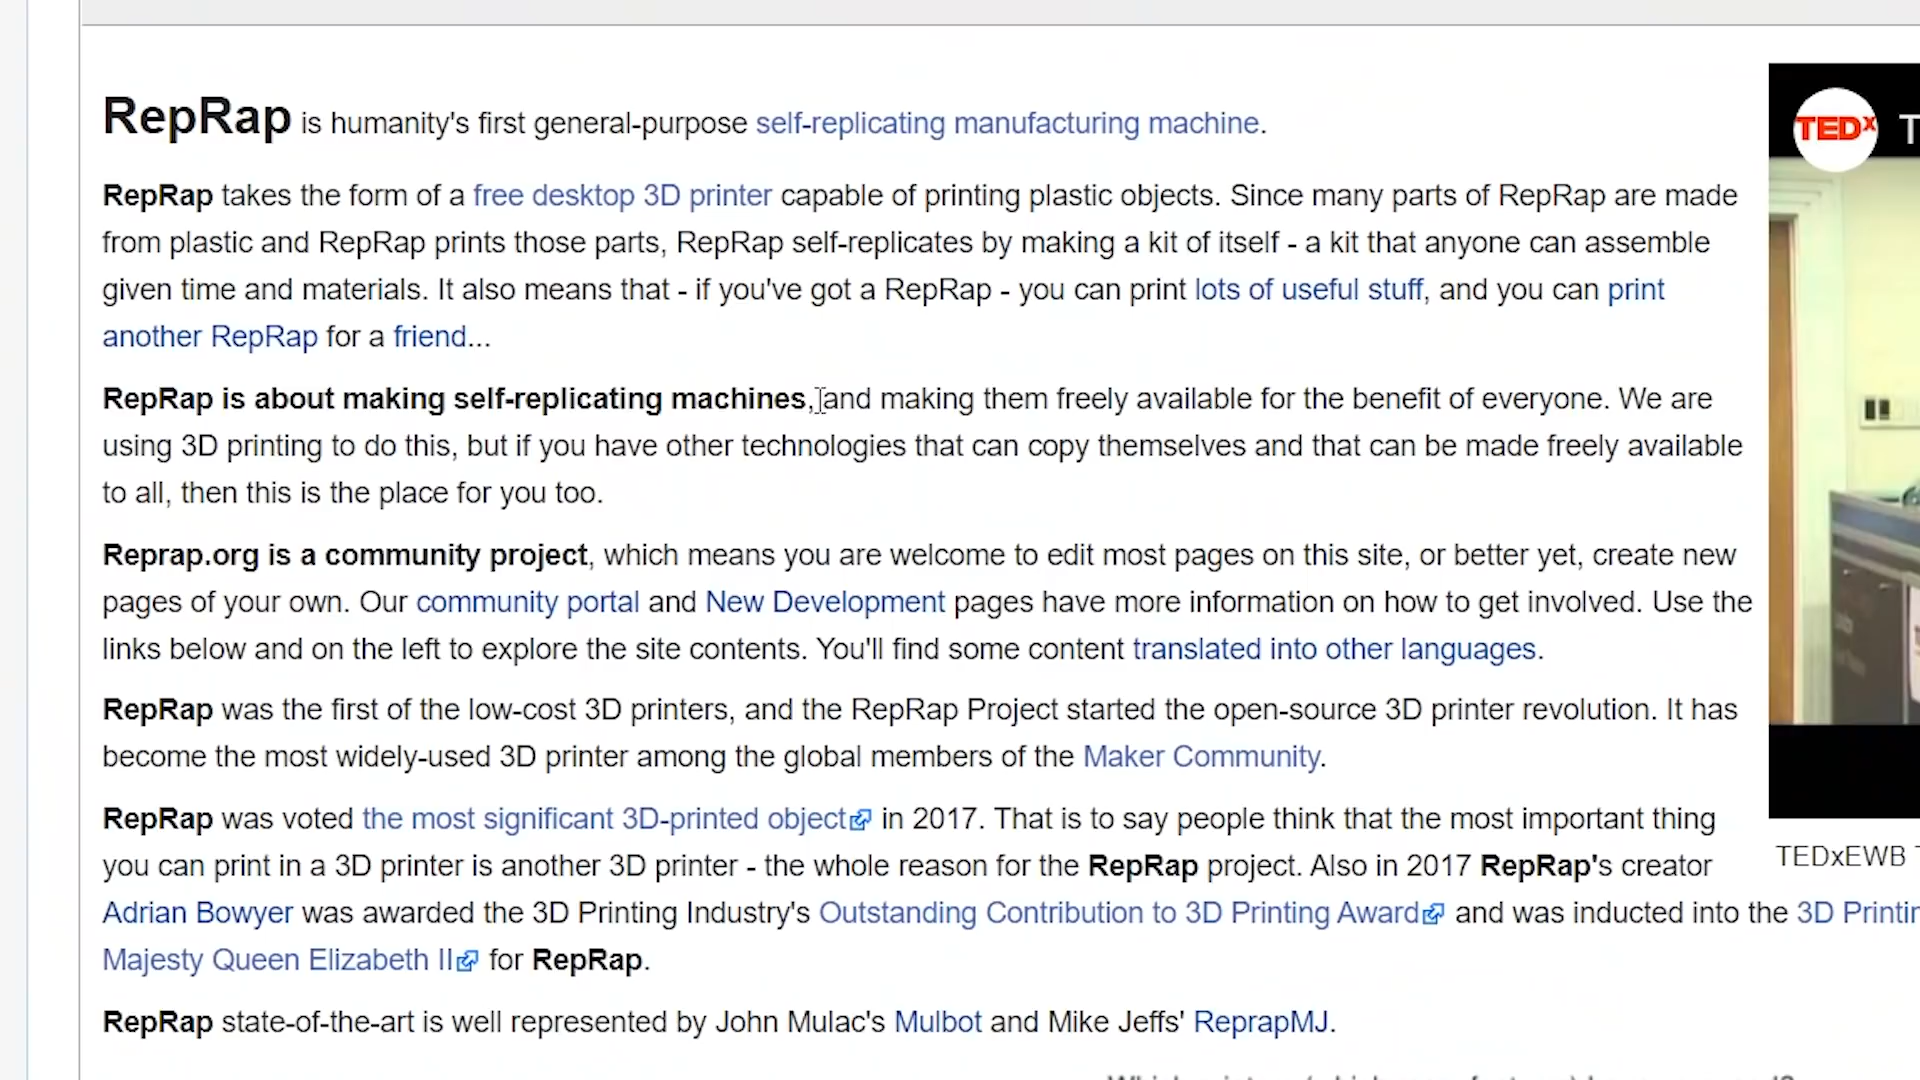 RepRap is humanity's first general-purpose self-replicating manufacturing machine.
TEDx T
RepRap takes the form of a free desktop 3D printer capable of printing plastic objects. Since many parts of RepRap are made
from plastic and RepRap prints those parts, RepRap self-replicates by making a kit of itself - a kit that anyone can assemble
given time and materials. It also means that - if you've got a RepRap - you can print lots of useful stuff, and you can print
another RepRap for a friend...
RepRap is about making self-replicating machines, and making them freely available for the benefit of everyone. We are
using 3D printing to do this, but if you have other technologies that can copy themselves and that can be made freely available
to all, then this is the place for you too.
Reprap.org is a community project, which means you are welcome to edit most pages on this site, or better yet, create new
pages of your own. Our community portal and New Development pages have more information on how to get involved. Use the
links below and on the left to explore the site contents. You'll find some content translated into other languages.
RepRap was the first of the low-cost 3D printers, and the RepRap Project started the open-source 3D printer revolution. It has
become the most widely-used 3D printer among the global members of the Maker Community.
RepRap was voted the most significant 3D-printed object in 2017. That is to say people think that the most important thing
you can print in a 3D printer is another 3D printer - the whole reason for the RepRap project. Also in 2017 RepRap's creator
TEDxEWB T
Adrian Bowyer was awarded the 3D Printing Industry's Outstanding Contribution to 3D Printing Award and was inducted into the 3D Printin
Majesty Queen Elizabeth II for RepRap.
RepRap state-of-the-art is well represented by John Mulac's Mulbot and Mike Jeffs' ReprapMJ.